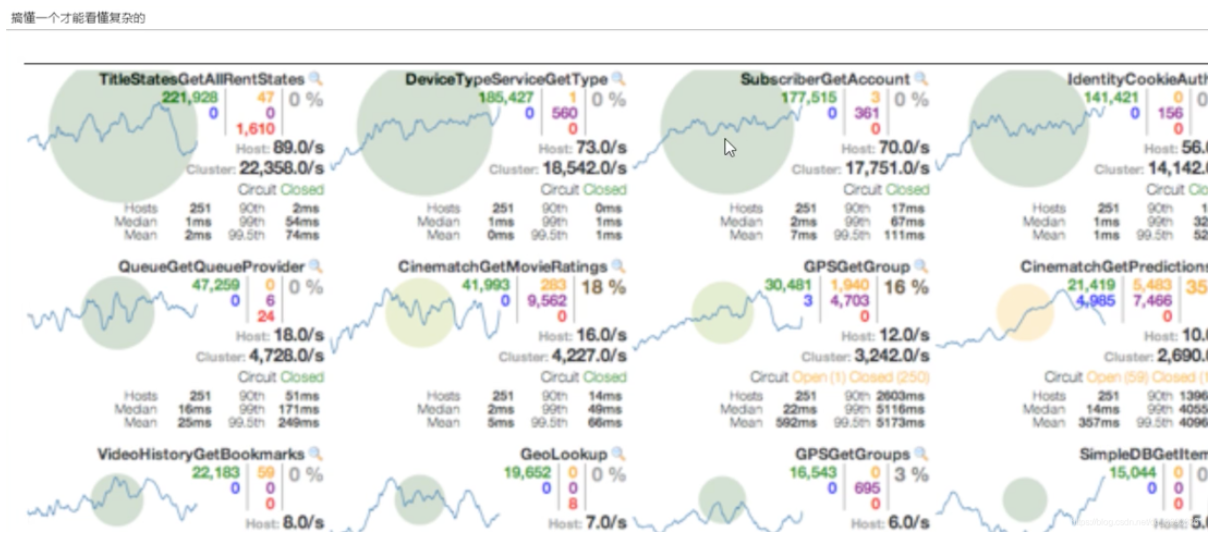 搞懂一个才能看懂复杂的
TitleStatesGetAllRentStates
221,928 47 0 %
0 0
1,610
Host: 89.0/s
Cluster: 22,358.0/s
Circuit Closed
Hosts 251 90th 2ms
Median 1ms 99th 54ms
Mean 2ms 99.5th 74ms
DeviceTypeServiceGetType
185,427 1 0 %
0 560
0
Host: 73.0/s
Cluster: 18,542.0/s
Circuit Closed
Hosts 251 90th 0ms
Median 1ms 99th 1ms
Mean 0ms 99.5th 1ms
SubscriberGetAccount
177,515 3 0 %
0 361
0
Host: 70.0/s
Cluster: 17,751.0/s
Circuit Closed
Hosts 251 90th 17ms
Median 2ms 99th 67ms
Mean 7ms 99.5th 111ms
IdentityCookieAuth
141,421 0 0
0 156
0
Host: 56.0
Cluster: 14,142.0
Circuit Clo
Hosts 251 90th 1
Median 1ms 99th 32
Mean 1ms 99.5th 52
QueueGetQueueProvider
47,259 0 0 %
0 6
24
Host: 18.0/s
Cluster: 4,728.0/s
Circuit Closed
Hosts 251 90th 51ms
Median 16ms 99th 171ms
Mean 25ms 99.5th 249ms
CinematchGetMovieRatings
41,993 283 18 %
0 9,562
0
Host: 16.0/s
Cluster: 4,227.0/s
Circuit Closed
Hosts 251 90th 14ms
Median 2ms 99th 49ms
Mean 5ms 99.5th 66ms
GPSGetGroup
30,481 1,940 16 %
3 4,703
0
Host: 12.0/s
Cluster: 3,242.0/s
Circuit Open (1) Closed (250)
Hosts 251 90th 2603ms
Median 22ms 99th 5116ms
Mean 592ms 99.5th 5173ms
CinematchGetPredictions
21,419 5,483 35
4,985 7,466
0
Host: 10.0
Cluster: 2,690.0
Circuit Open (59) Closed (1
Hosts 251 90th 1396
Median 14ms 99th 4055
Mean 357ms 99.5th 4096
VideoHistoryGetBookmarks
22,183 59 0 %
0 0
0
Host: 8.0/s
GeoLookup
19,652 0 0 %
0 0
8
Host: 7.0/s
GPSGetGroups
16,543 0 3 %
0 695
0
Host: 6.0/s
SimpleDBGetItem
15,044 0 0
0 0
0
Host: 5.0